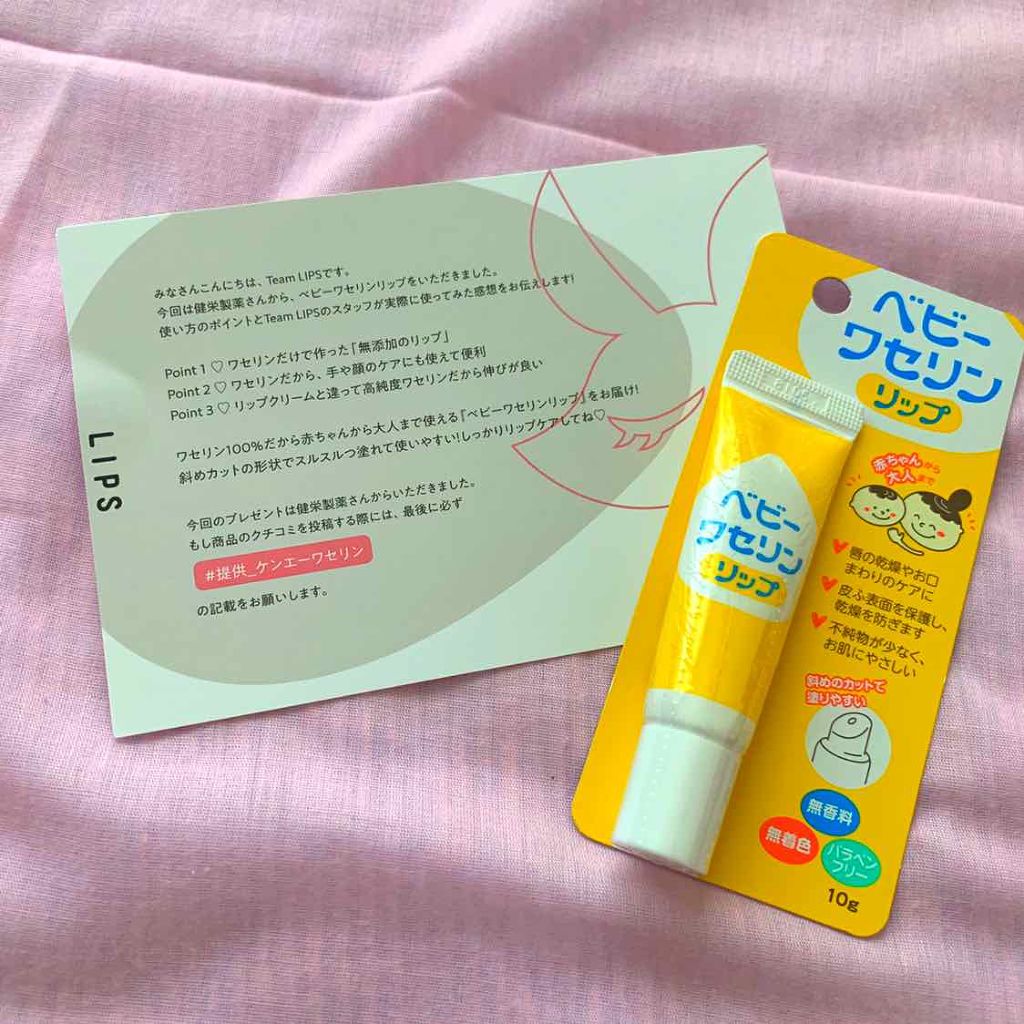 みなさんこんにちは、Team LIPSです。
今回は健栄製薬さんから、ベビーワセリンリップをいただきました。
使い方のポイントとTeam LIPSのスタッフが実際に使ってみた感想をお伝えします!
Point 1 ♡ ワセリンだけで作った「無添加のリップ」
Point 2 ♡ ワセリンだから、手や顔のケアにも使えて便利
Point 3 ♡ リップクリームと違って高純度ワセリンだから伸びが良い
ワセリン100%だから赤ちゃんから大人まで使える「ベビーワセリンリップ」をお届け!
斜めカットの形状でスルスルつ塗れて使いやすい!しっかりリップケアしてね♡
今回のプレゼントは健栄製薬さんからいただきました。
もし商品のクチコミを投稿する際には、最後に必ず
#提供_ケンエーワセリン
の記載をお願いします。
LIPS
ベビー
ワセリン
リップ
赤ちゃんから
大人まで
唇の乾燥やお口
まわりのケアに
皮ふ表面を保護し、
乾燥を防ぎます
不純物が少なく、
お肌にやさしい
斜めのカットで
塗りやすい
無香料
無着色
パラベン
フリー
10g
ベビー
ワセリン
リップ